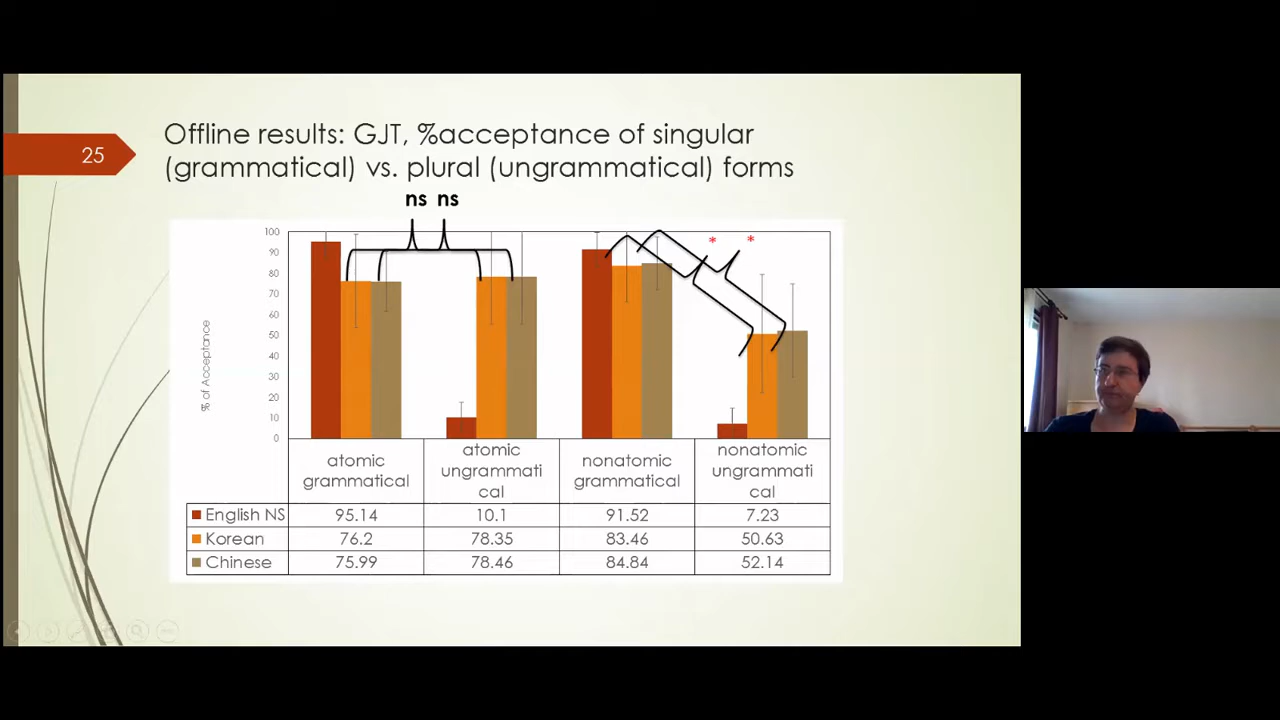 25
Offline results: GJT, %acceptance of singular
(grammatical) vs. plural (ungrammatical) forms
ns ns
* *
100
90
80
70
60
50
40
30
20
10
0
% of Acceptance
atomic grammatical
atomic ungrammati cal
nonatomic grammatical
nonatomic ungrammati cal
English NS 95.14 10.1 91.52 7.23
Korean 76.2 78.35 83.46 50.63
Chinese 75.99 78.46 84.84 52.14